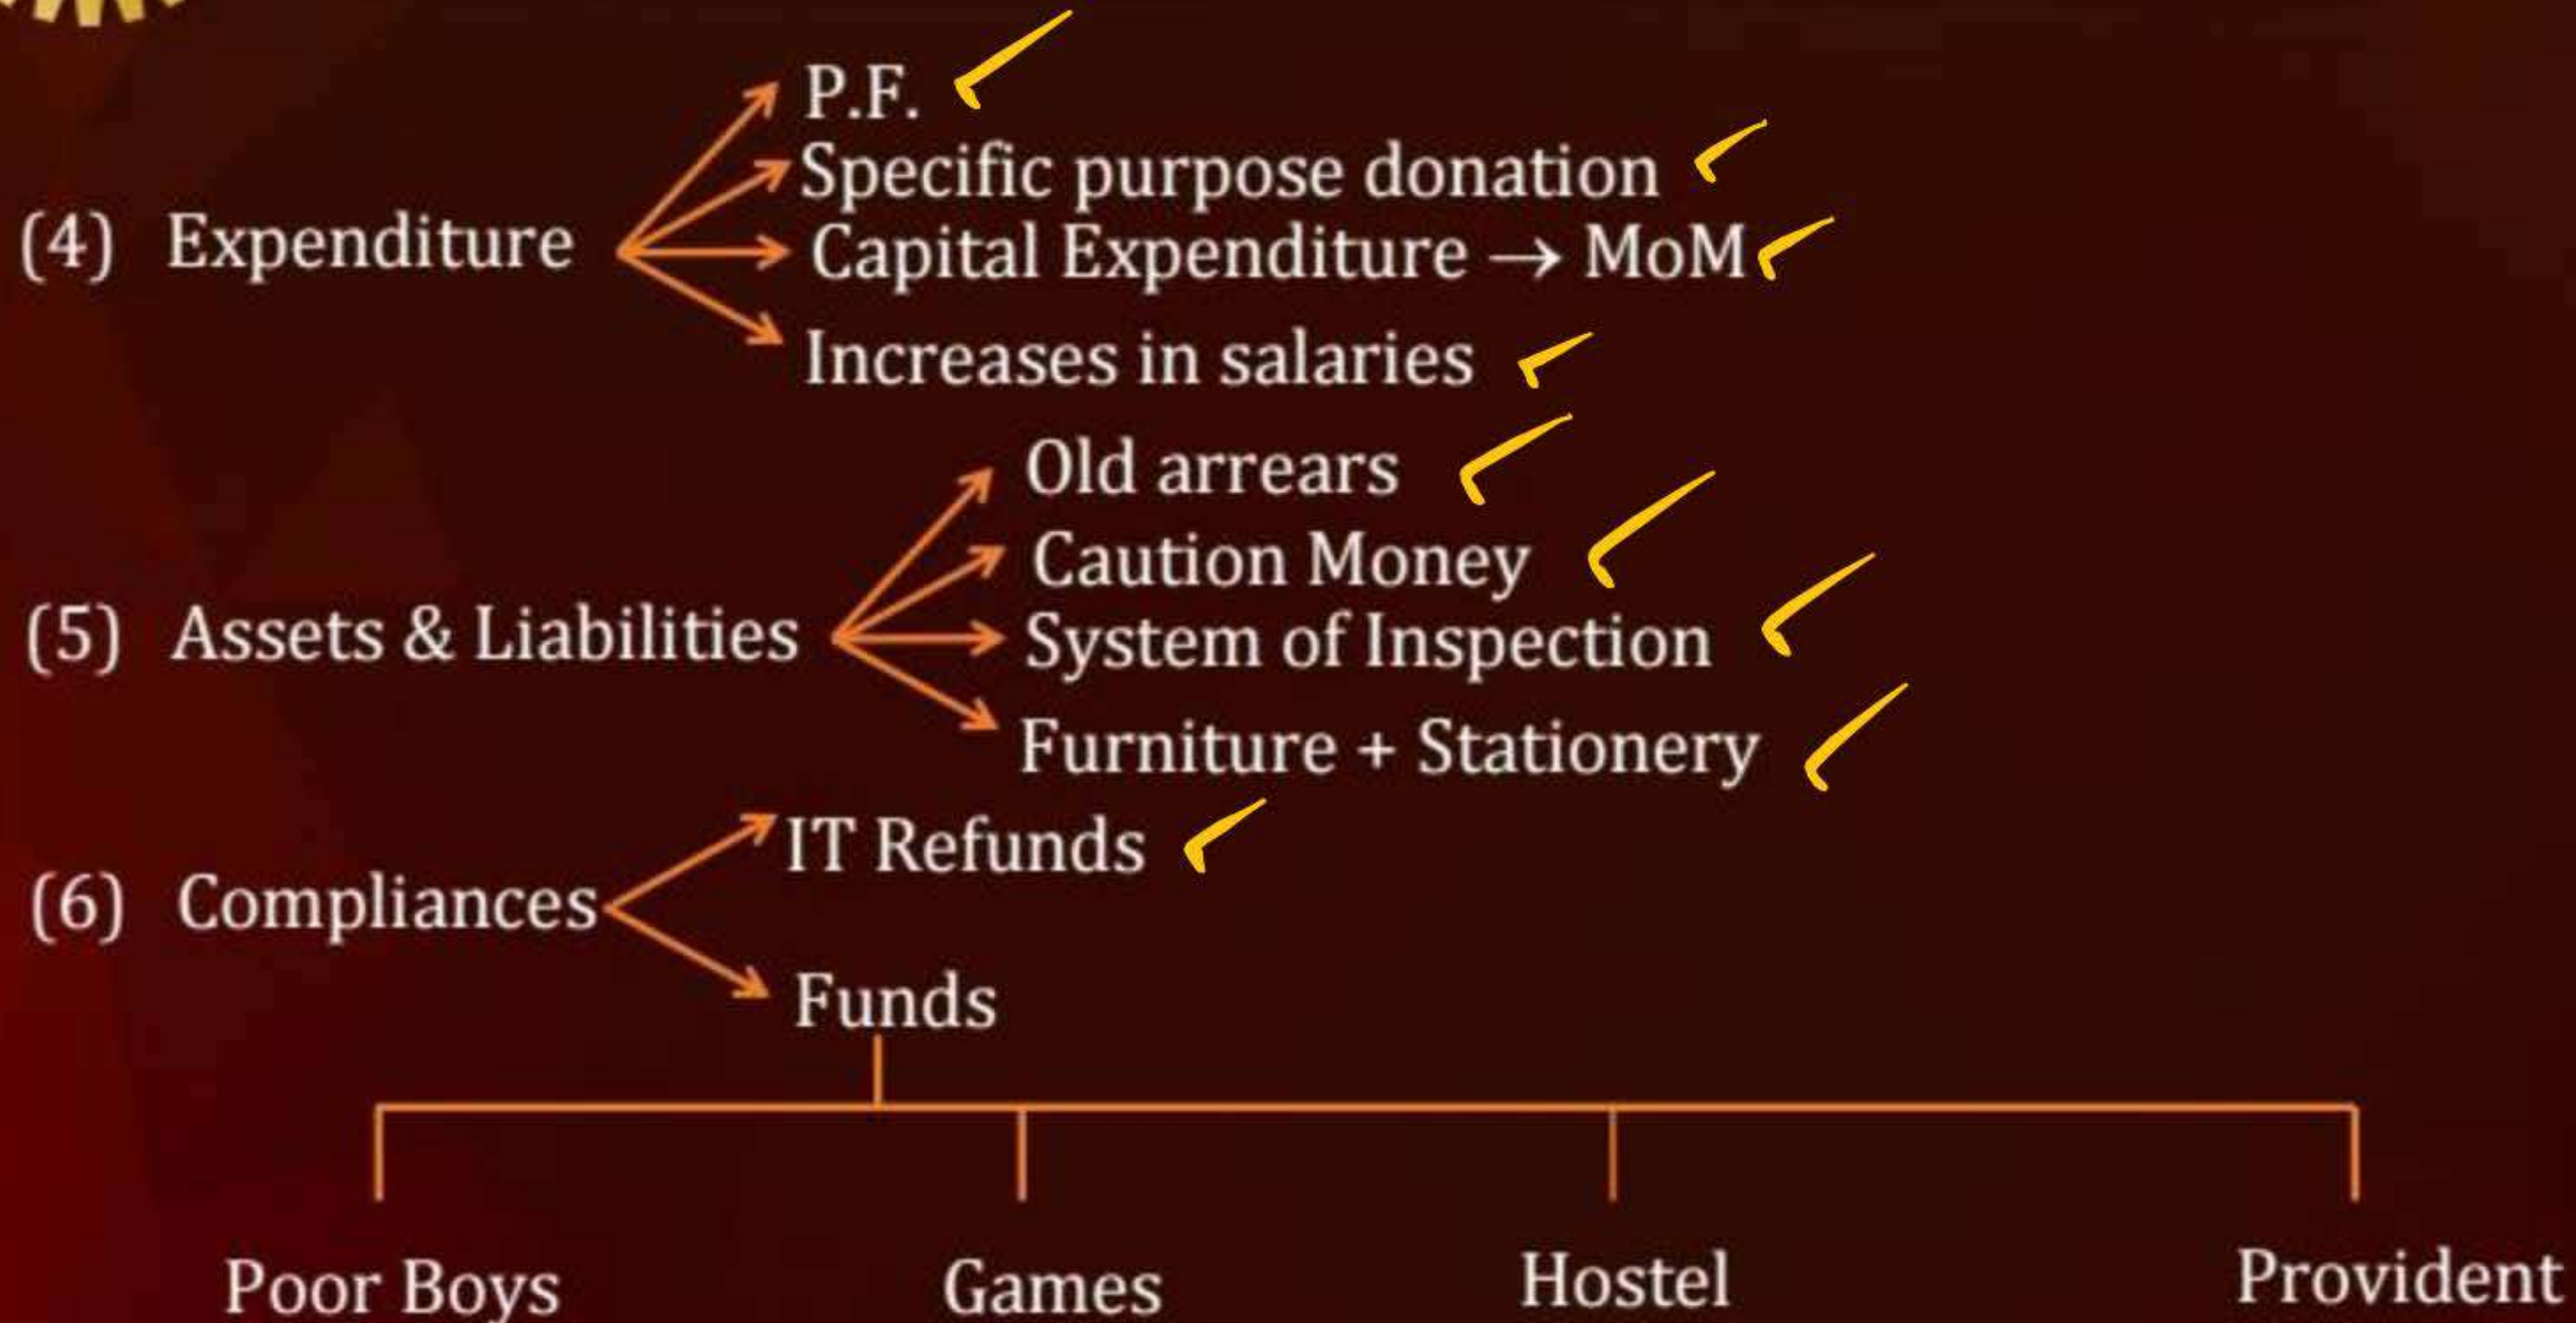 P.F.
Specific purpose donation
(4) Expenditure
Capital Expenditure → MoM
Increases in salaries
Old arrears
Caution Money
(5) Assets & Liabilities
System of Inspection
Furniture + Stationery
IT Refunds
(6) Compliances
Funds
Poor Boys Games Hostel Provident